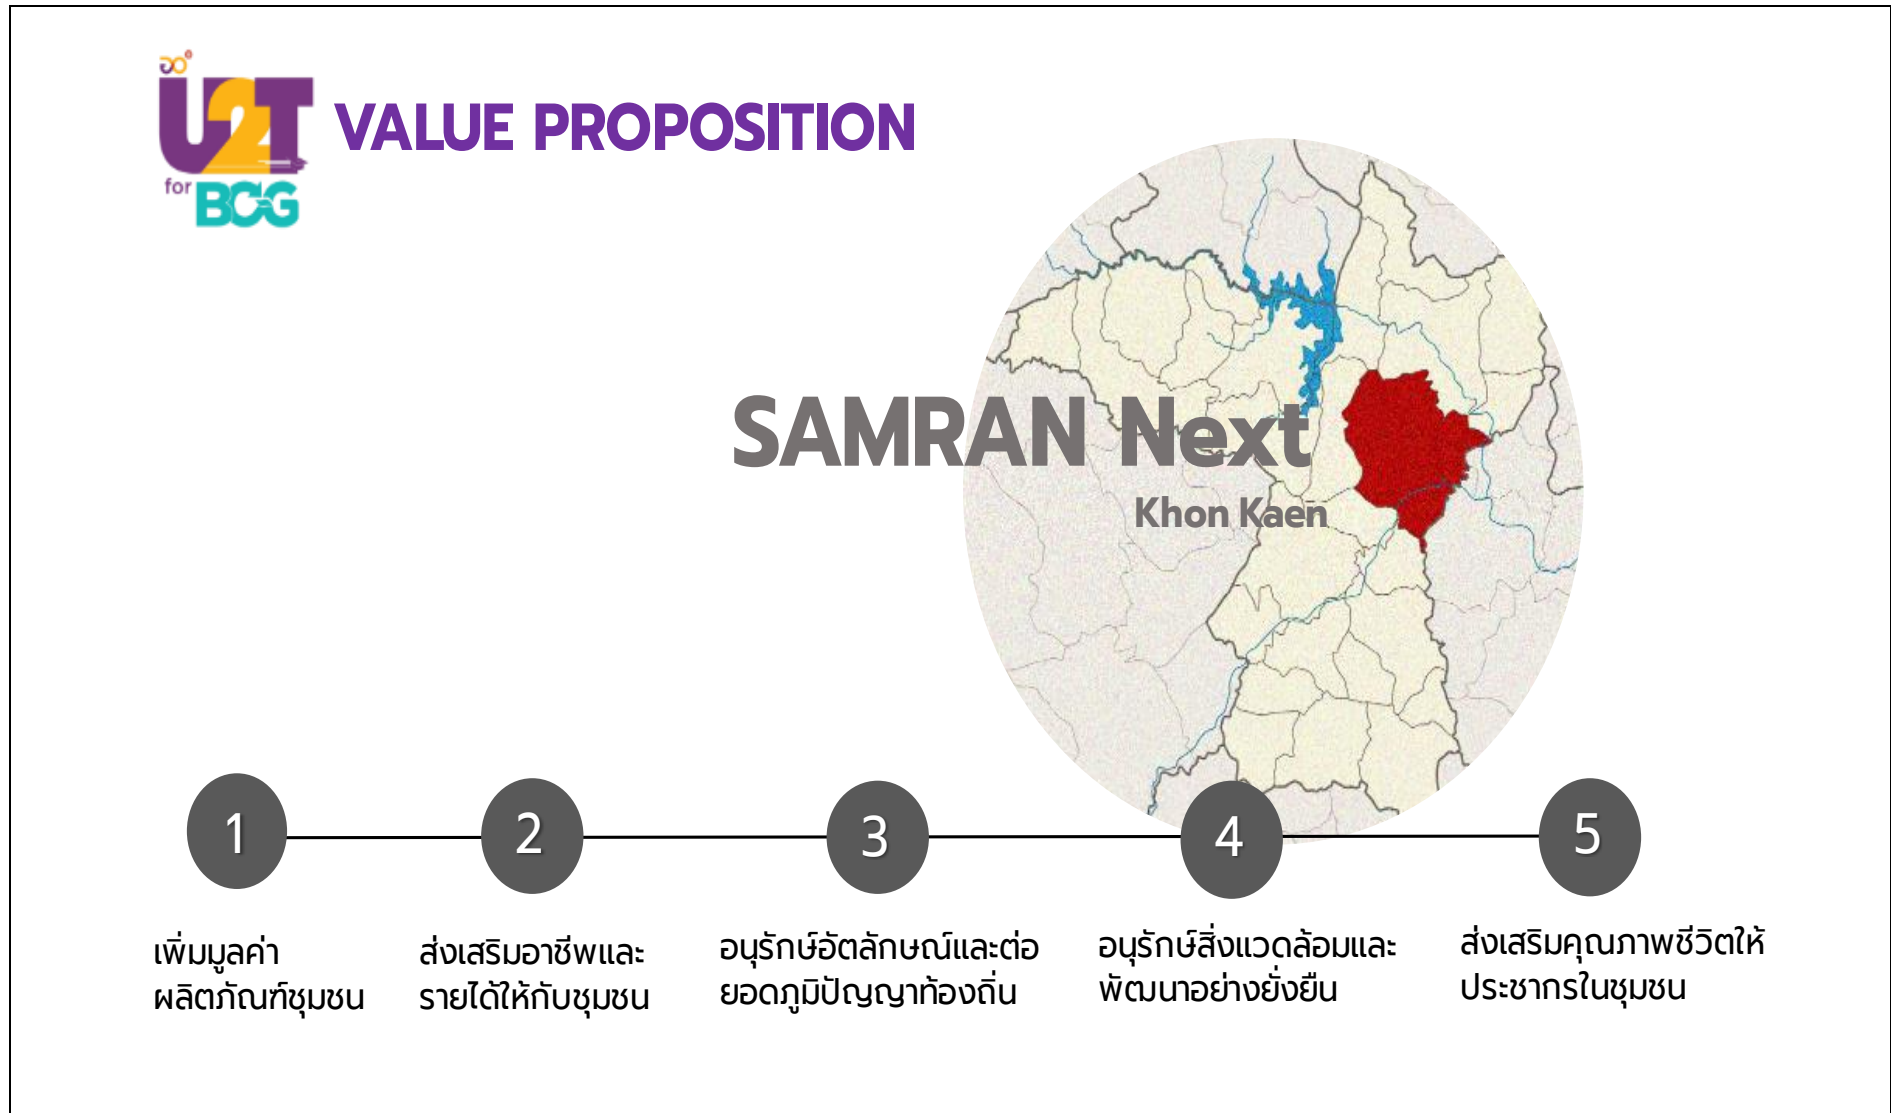 อว
U2T
for
BCG
VALUE PROPOSITION
SAMRAN Next
Khon Kaen
1
2
3
4
5
เพิ่มมูลค่า
ผลิตภัณฑ์ชุมชน
ส่งเสริมอาชีพและ
รายได้ให้กับชุมชน
อนุรักษ์อัตลักษณ์และต่อ
ยอดภูมิปัญญาท้องถิ่น
อนุรักษ์สิ่งแวดล้อมและ
พัฒนาอย่างยั่งยืน
ส่งเสริมคุณภาพชีวิตให้
ประชากรในชุมชน